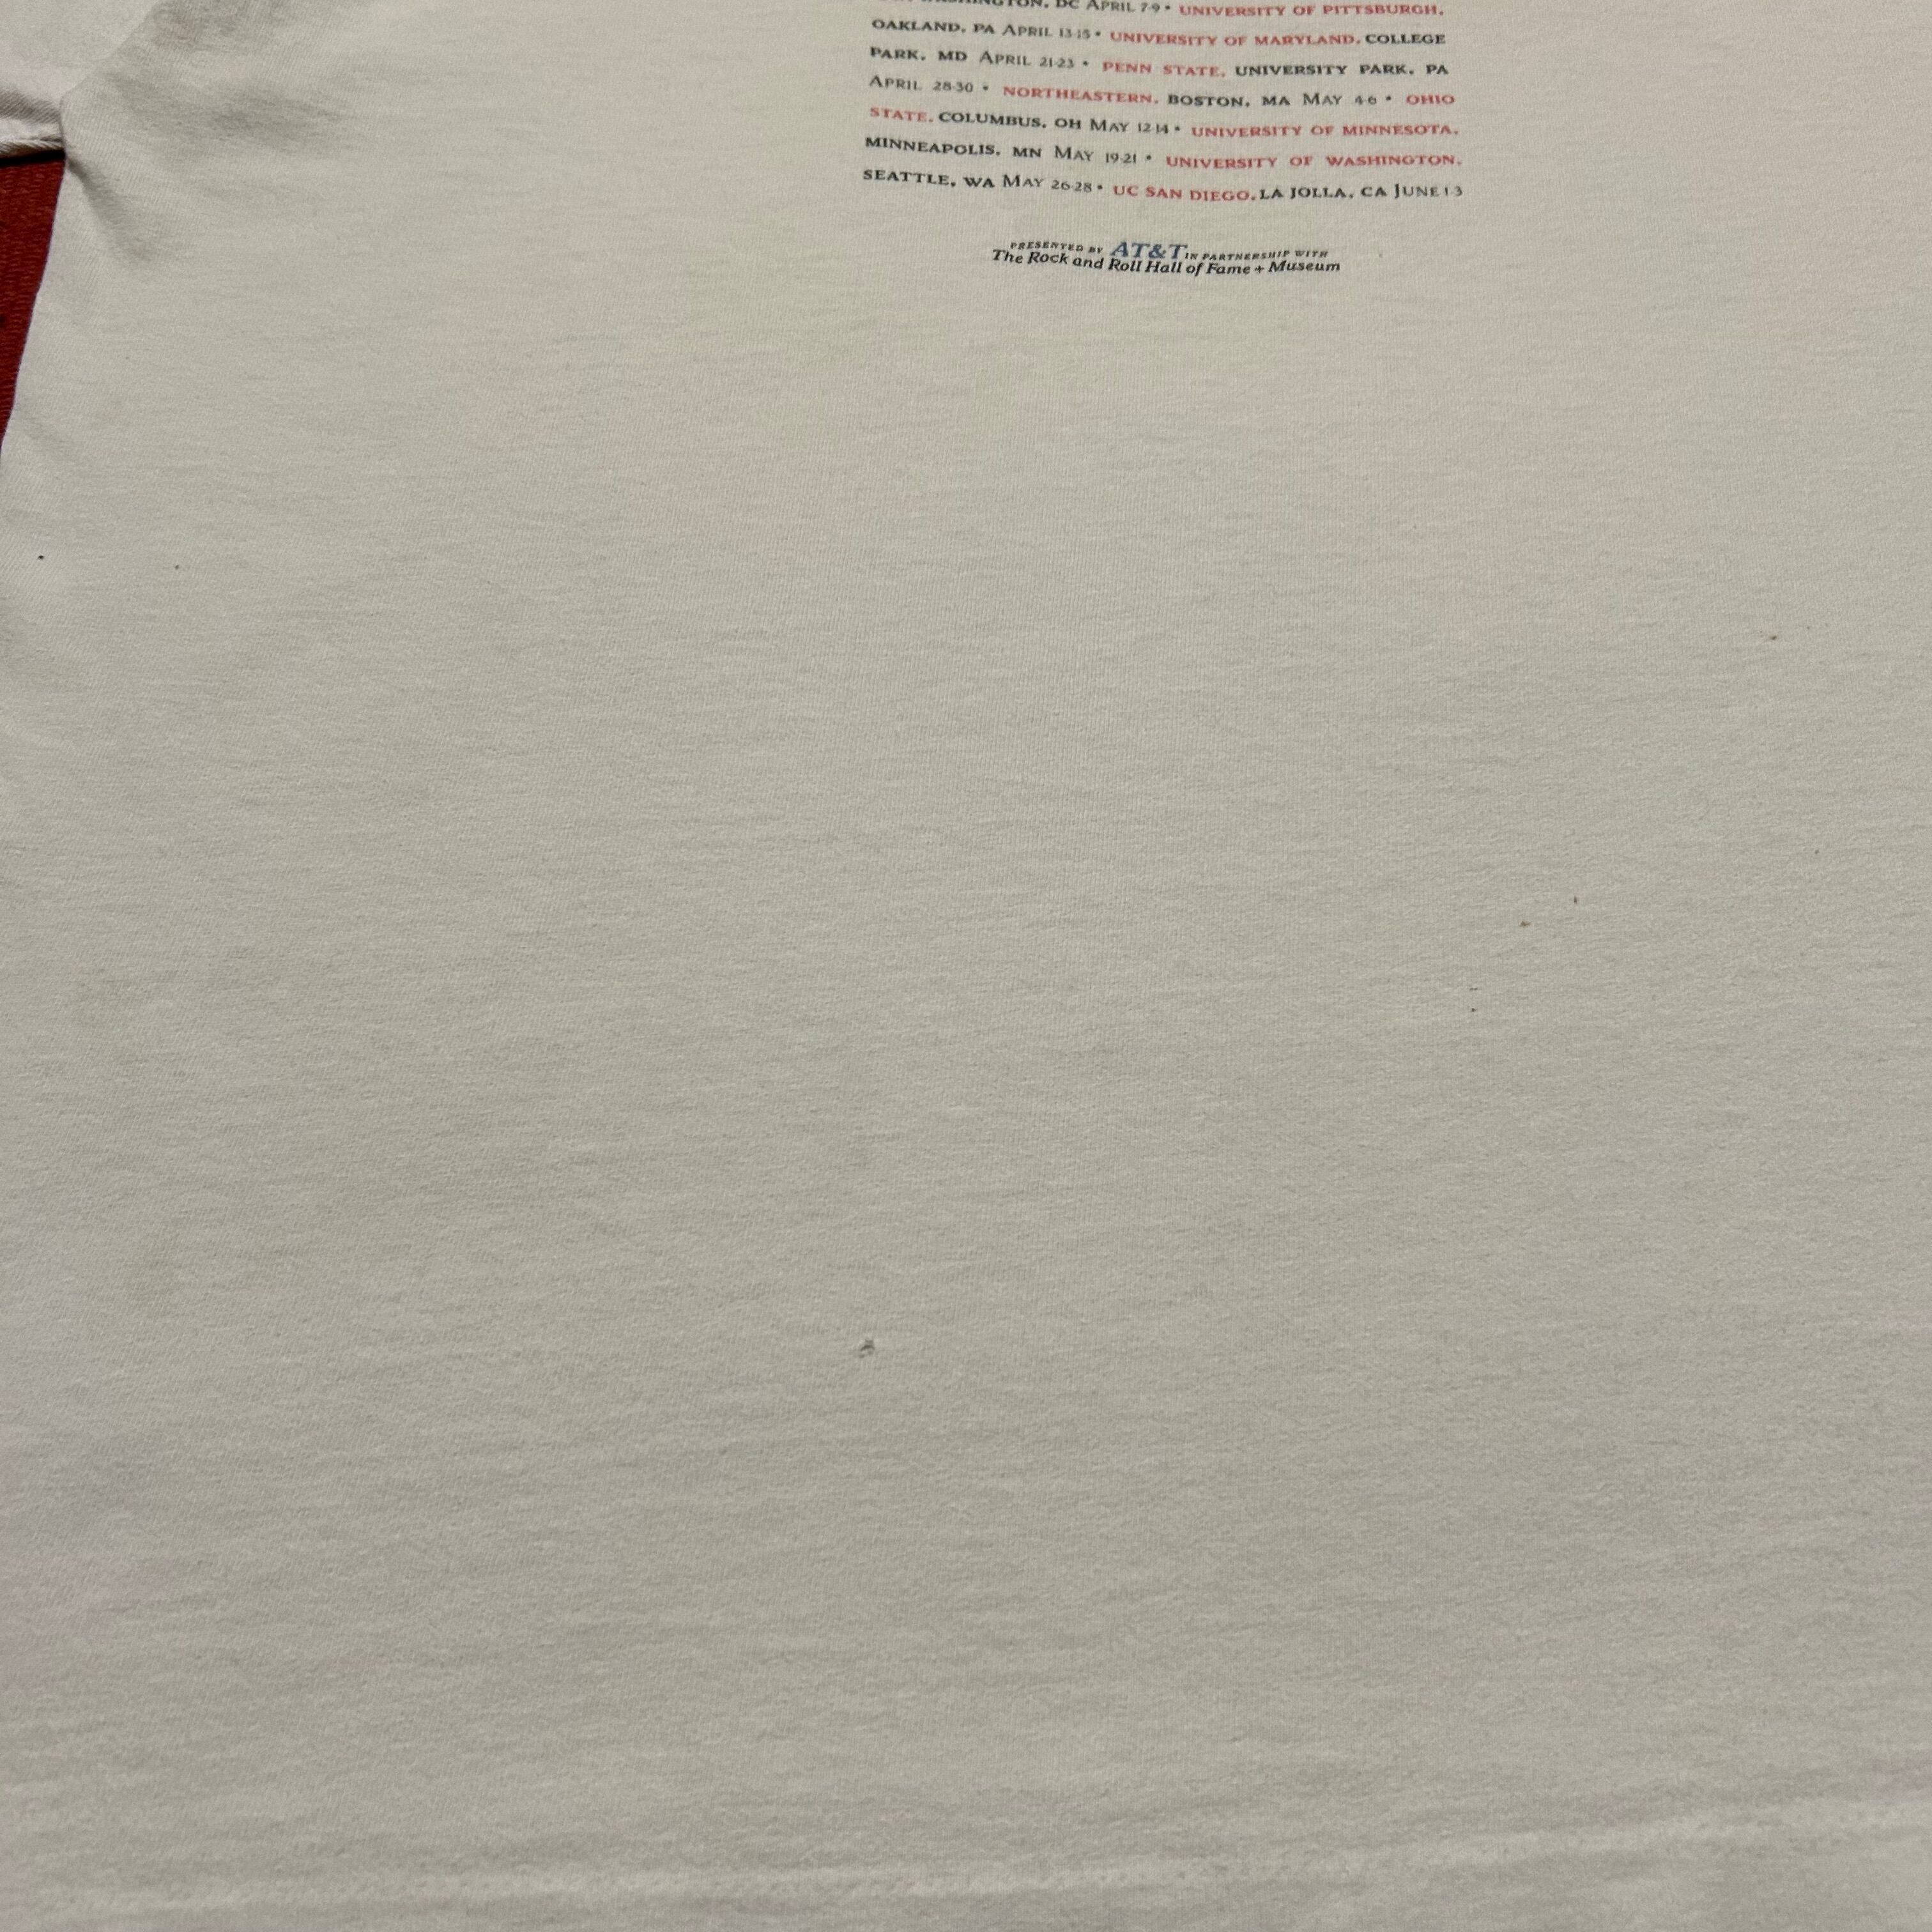 WASHINGTON, DC APRIL 7-9 • UNIVERSITY OF PITTSBURGH,
OAKLAND, PA APRIL 13-15 • UNIVERSITY OF MARYLAND, COLLEGE
PARK, MD APRIL 21-23 • PENN STATE, UNIVERSITY PARK, PA
APRIL 28-30 • NORTHEASTERN, BOSTON, MA MAY 4-6 • OHIO
STATE, COLUMBUS, OH MAY 12-14 • UNIVERSITY OF MINNESOTA,
MINNEAPOLIS, MN MAY 19-21 • UNIVERSITY OF WASHINGTON,
SEATTLE, WA MAY 26-28 • UC SAN DIEGO, LA JOLLA, CA JUNE 1-3
PRESENTED BY AT&T IN PARTNERSHIP WITH
The Rock and Roll Hall of Fame + Museum